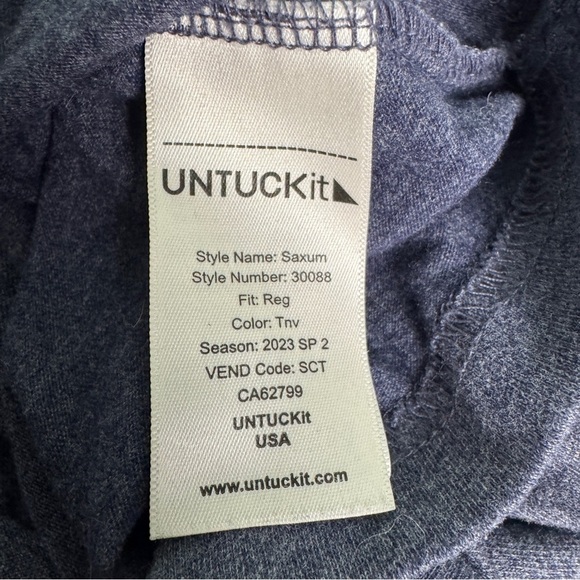 UNTUCKit
Style Name: Saxum
Style Number: 30088
Fit: Reg
Color: Tnv
Season: 2023 SP 2
VEND Code: SCT
CA62799
UNTUCKit
USA
www.untuckit.com